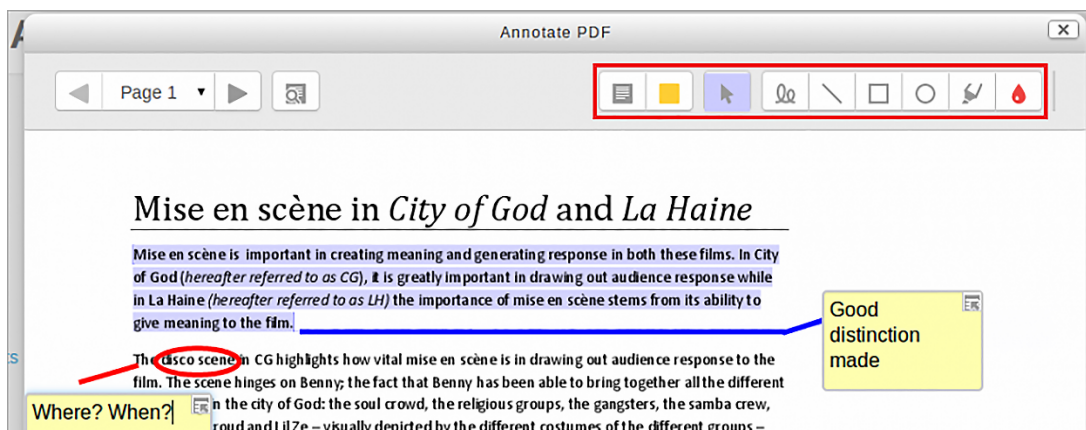 Annotate PDF
Page 1
Mise en scène in City of God and La Haine
Mise en scène is important in creating meaning and generating response in both these films. In City
of God (hereafter referred to as CG), it is greatly important in drawing out audience response while
in La Haine (hereafter referred to as LH) the importance of mise en scène stems from its ability to
give meaning to the film.
Good
distinction
made
The disco scene in CG highlights how vital mise en scène is in drawing out audience response to the
film. The scene hinges on Benny; the fact that Benny has been able to bring together all the different
Where? When?
n the city of God: the soul crowd, the religious groups, the gangsters, the samba crew,
roud and Lil Ze – visually depicted by the different costumes of the different groups –